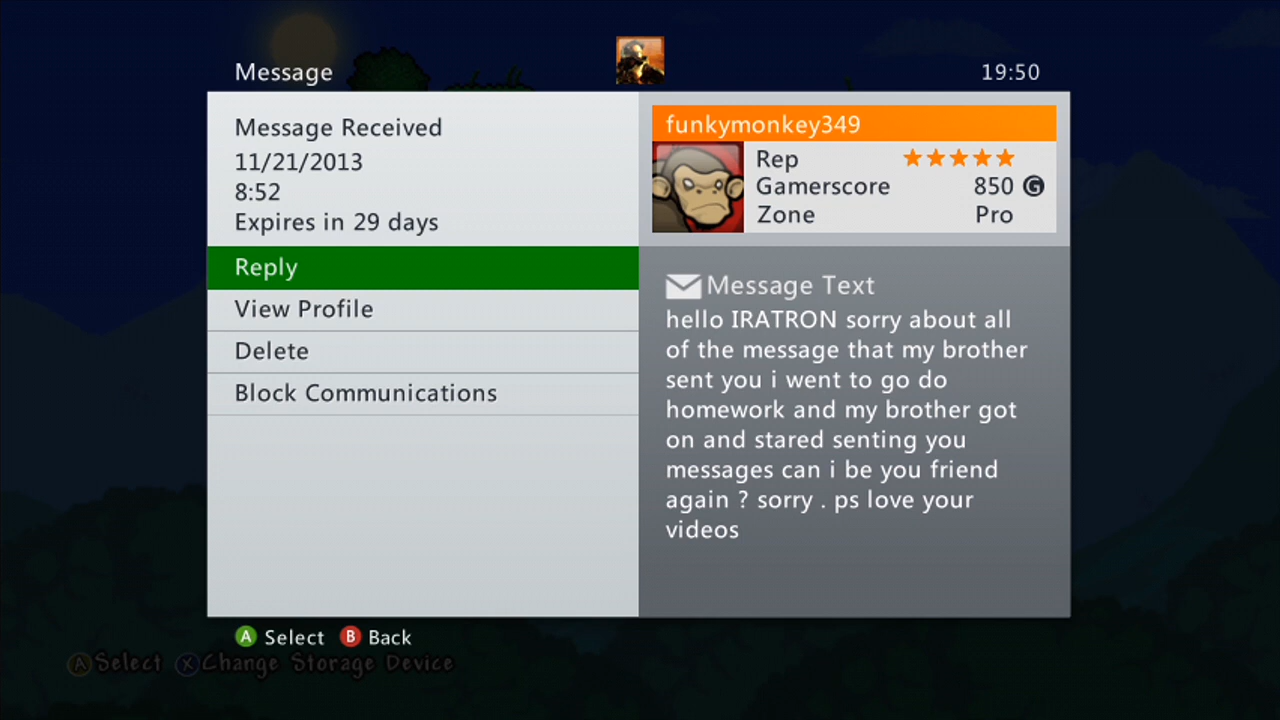 Message
19:50
Message Received
11/21/2013
8:52
Expires in 29 days
Reply
View Profile
Delete
Block Communications
funkymonkey349
Rep
Gamerscore 850 G
Zone Pro
Message Text
hello IRATRON sorry about all
of the message that my brother
sent you i went to go do
homework and my brother got
on and stared senting you
messages can i be you friend
again ? sorry . ps love your
videos
A Select B Back
A Select X Change Storage Device